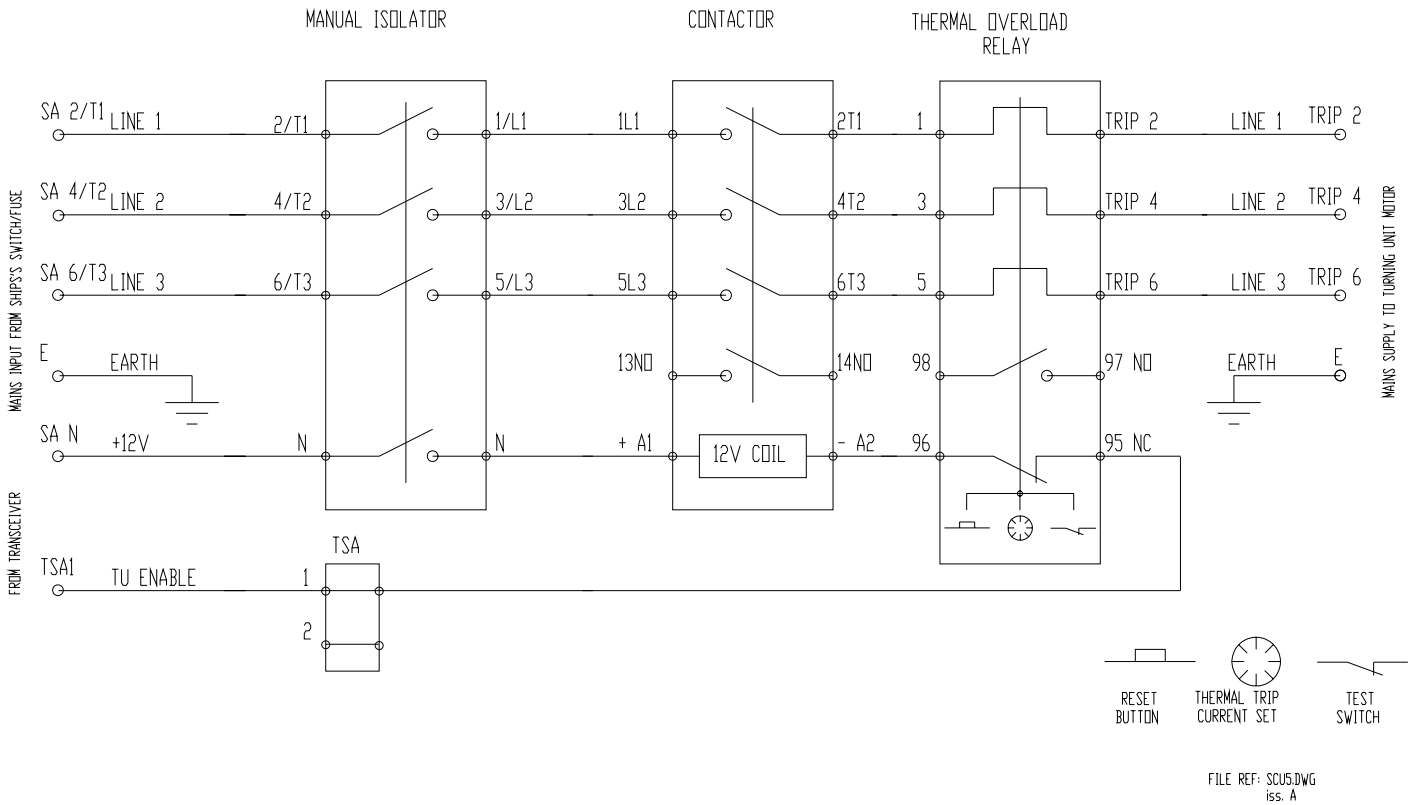 MANUAL ISOLATOR
CONTACTOR
THERMAL OVERLOAD
RELAY
SA 2/T1 LINE 1 2/T1 1/L1 1L1 2T1 1 TRIP 2 LINE 1 TRIP 2
SA 4/T2 LINE 2 4/T2 3/L2 3L2 4T2 3 TRIP 4 LINE 2 TRIP 4
SA 6/T3 LINE 3 6/T3 5/L3 5L3 6T3 5 TRIP 6 LINE 3 TRIP 6
E EARTH 13NO 14NO 98 97 NO EARTH E
SA N +12V N N + A1 12V COIL - A2 96 95 NC
MAINS INPUT FROM SHIPS'S SWITCH/FUSE
MAINS SUPPLY TO TURNING UNIT MOTOR
FROM TRANSCEIVER
TSA
TSA1 TU ENABLE 1
2
RESET
BUTTON
THERMAL TRIP
CURRENT SET
TEST
SWITCH
FILE REF: SCU5.DWG
iss. A